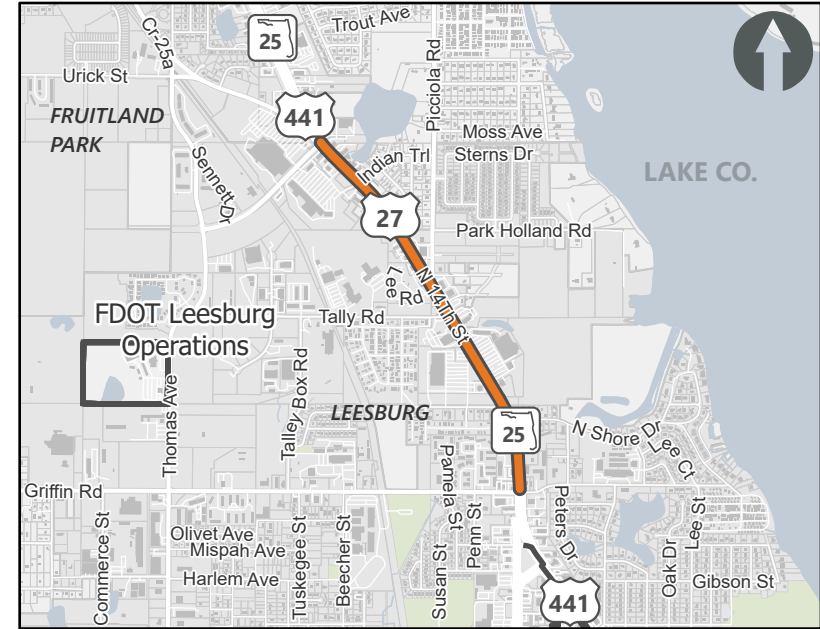 Trout Ave
25
Cr-25a
Picciola Rd
Urick St
441
FRUITLAND
PARK
Moss Ave
Indian Trl
Sterns Dr
Sennett Dr
LAKE CO.
27
Park Holland Rd
Lee
Rd
N 14Th St
FDOT Leesburg
Operations
Tally Rd
Talley Box Rd
Thomas Ave
LEESBURG
25
N Shore Dr
Lee Ct
Griffin Rd
Pamela St
Penn St
Peters Dr
Commerce St
Olivet Ave
Mispah Ave
Harlem Ave
Tuskegee St
Beecher St
Susan St
Oak Dr
Lee St
Gibson St
441